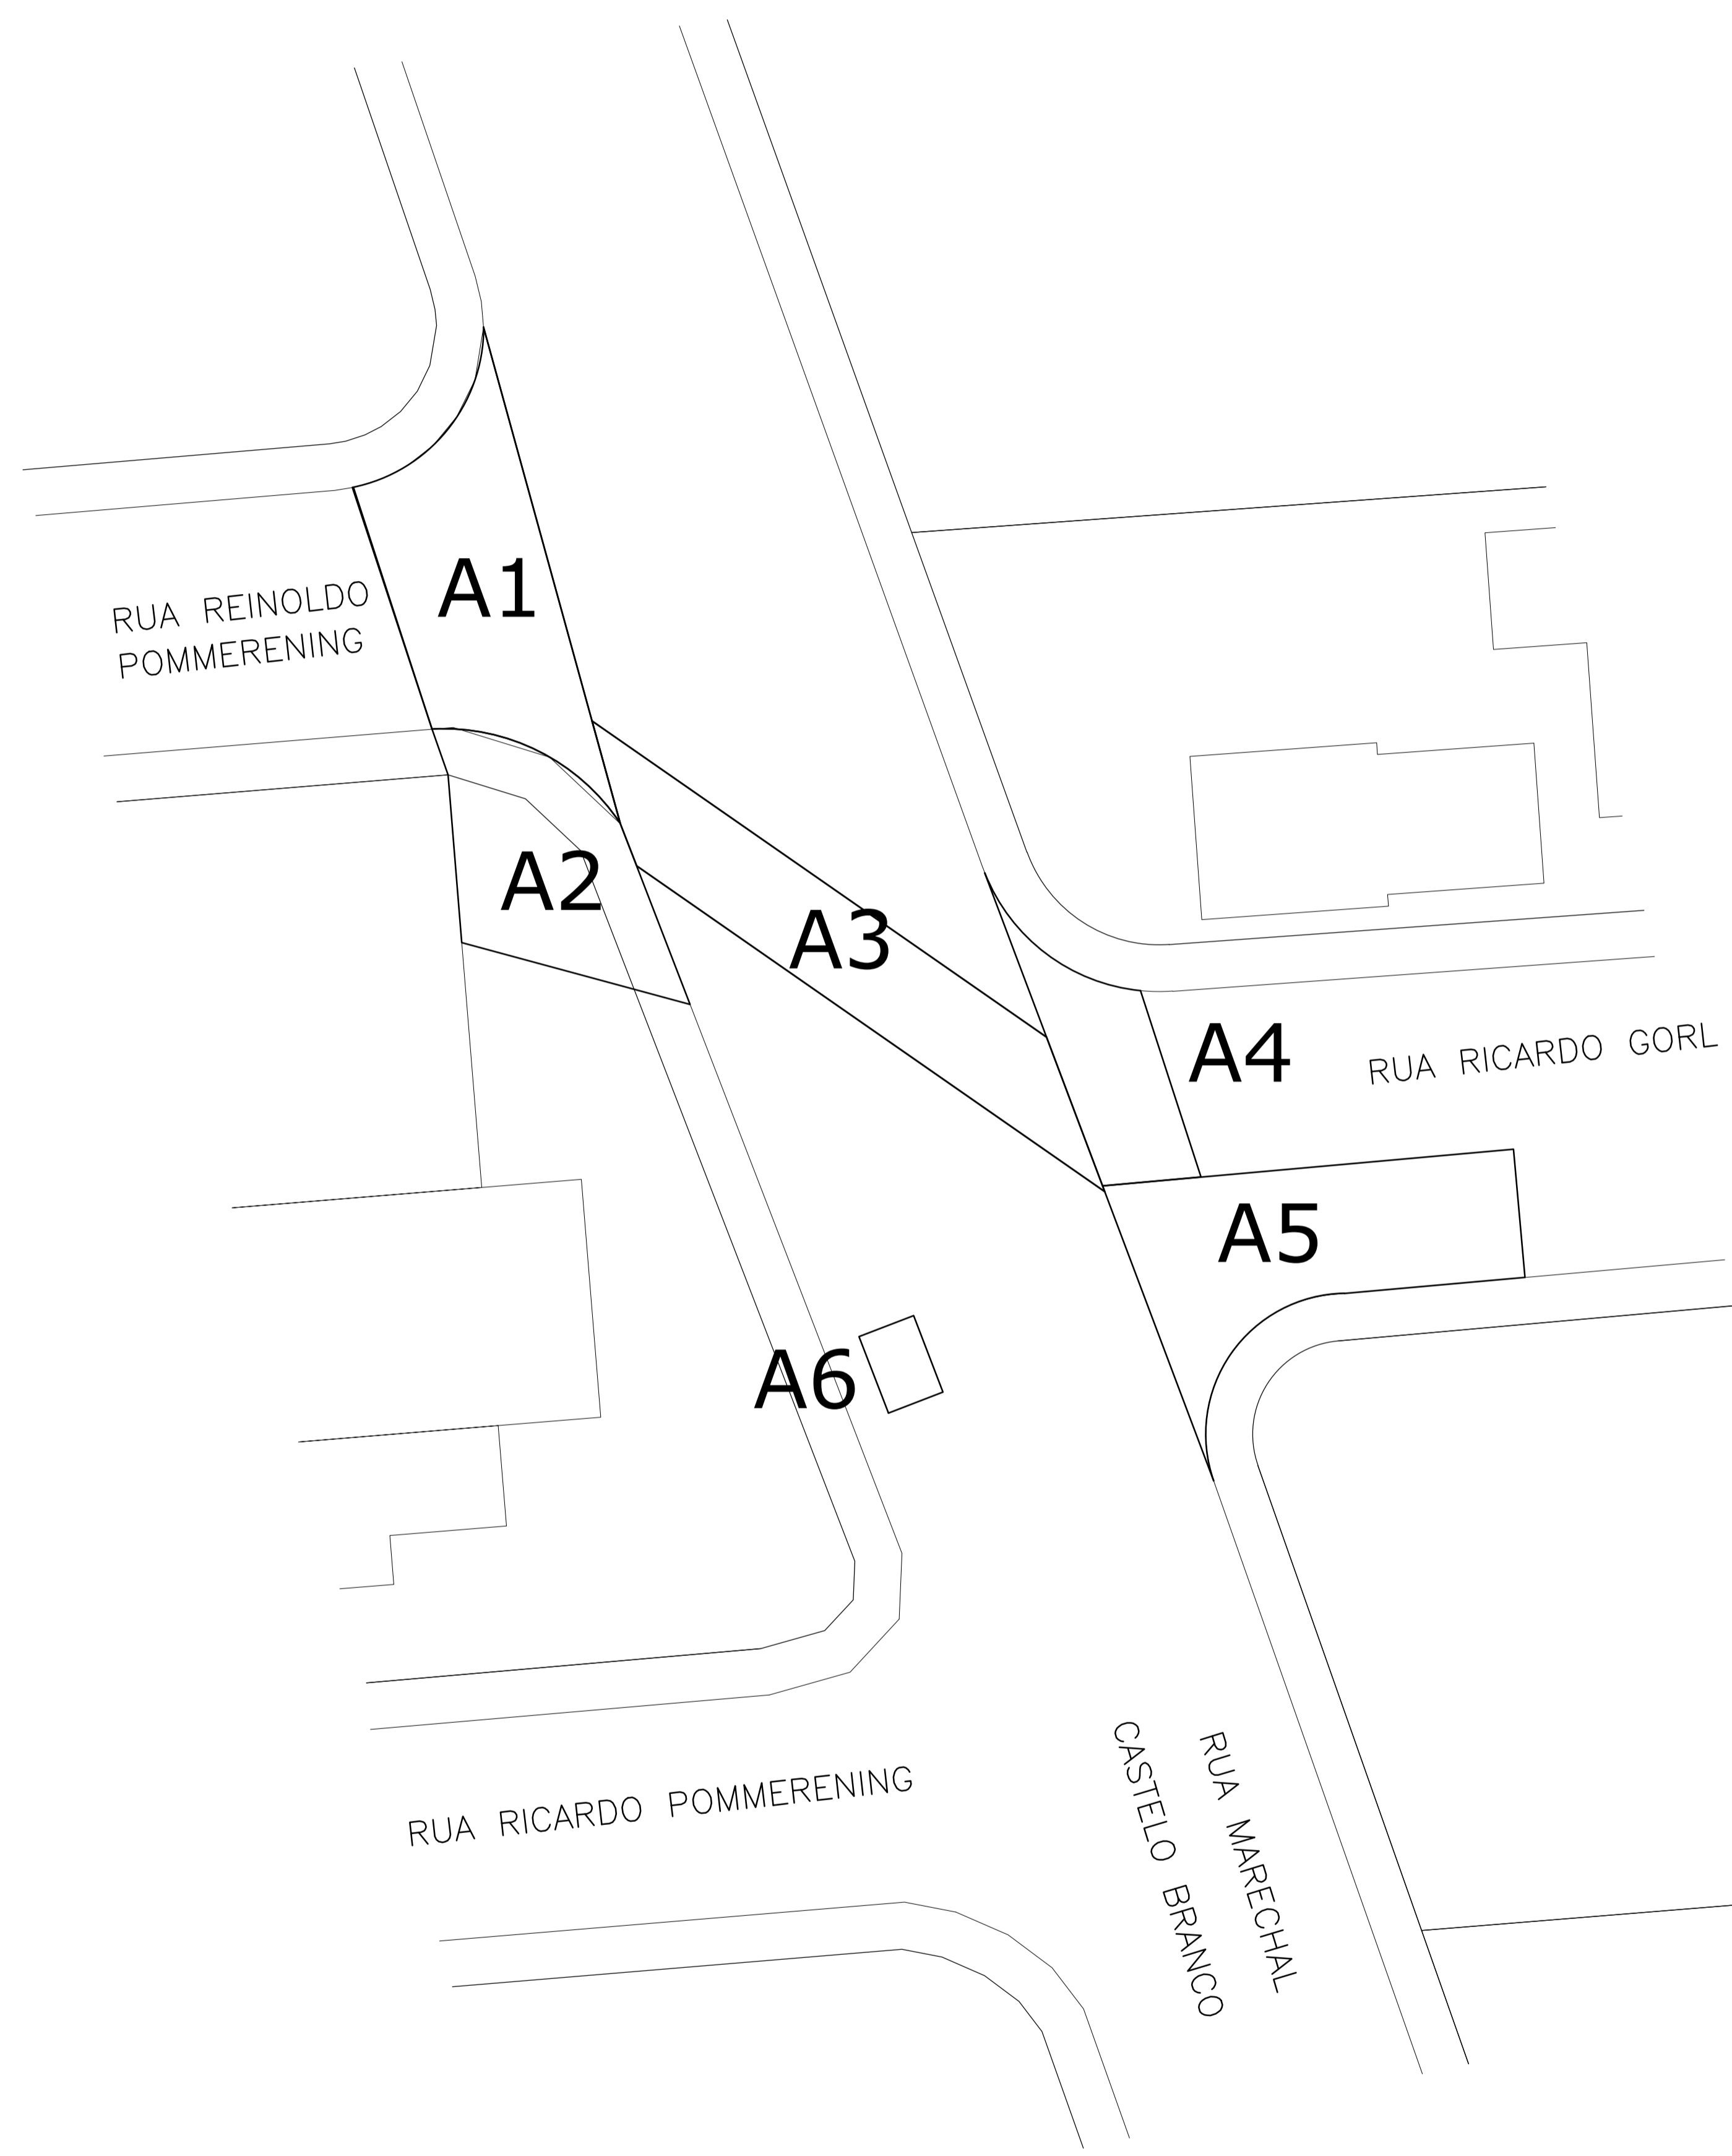 A1
RUA REINOLDO
POMMERENING
A2
A3
A4
RUA RICARDO GORL
A5
A6
RUA MARECHAL
CASTELO BRANCO
RUA RICARDO POMMERENING